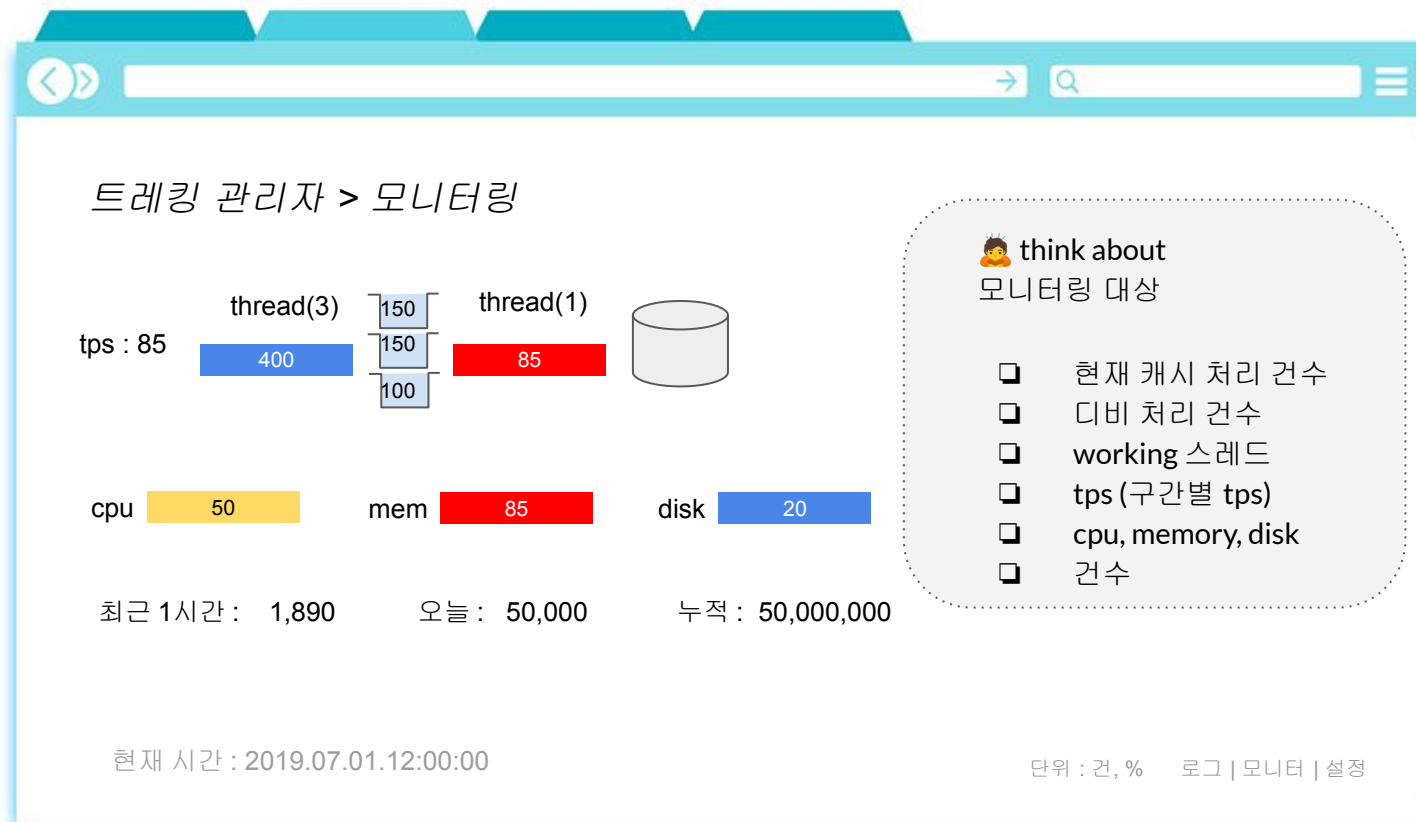 트레킹 관리자 > 모니터링
thread(3)
150
thread(1)
tps : 85
400
150
85
100
cpu
50
mem
85
disk
20
최근 1시간 : 1,890
오늘 : 50,000
누적 : 50,000,000
🙇 think about
모니터링 대상
❏ 현재 캐시 처리 건수
❏ 디비 처리 건수
❏ working 스레드
❏ tps (구간별 tps)
❏ cpu, memory, disk
❏ 건수
현재 시간 : 2019.07.01.12:00:00
단위 : 건, %
로그 | 모니터 | 설정